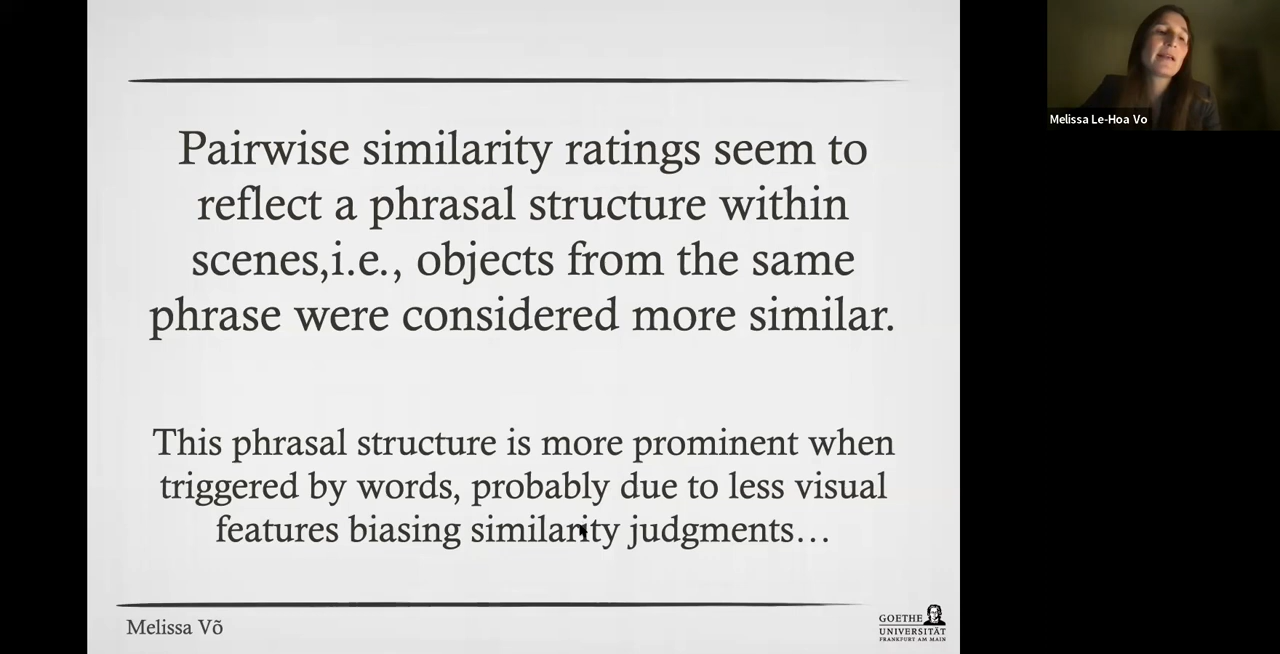 Pairwise similarity ratings seem to
reflect a phrasal structure within
scenes,i.e., objects from the same
phrase were considered more similar.
This phrasal structure is more prominent when
triggered by words, probably due to less visual
features biasing similarity judgments…
Melissa Võ
GOETHE
UNIVERSITÄT
FRANKFURT AM MAIN
Melissa Le-Hoa Vo